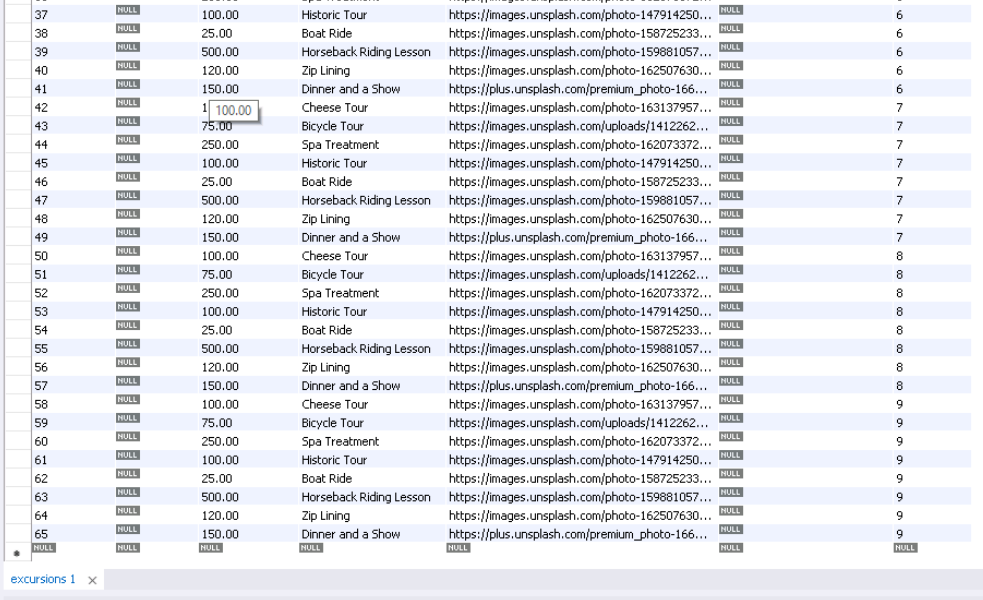 37 NULL 100.00 Historic Tour https://images.unsplash.com/photo-147914250... NULL 6
38 NULL 25.00 Boat Ride https://images.unsplash.com/photo-158725233... NULL 6
39 NULL 500.00 Horseback Riding Lesson https://images.unsplash.com/photo-159881057... NULL 6
40 NULL 120.00 Zip Lining https://images.unsplash.com/photo-162507630... NULL 6
41 NULL 150.00 Dinner and a Show https://plus.unsplash.com/premium_photo-166... NULL 6
42 NULL 1 100.00 Cheese Tour https://images.unsplash.com/photo-163137957... NULL 7
43 NULL 75.00 Bicycle Tour https://images.unsplash.com/uploads/1412262... NULL 7
44 NULL 250.00 Spa Treatment https://images.unsplash.com/photo-162073372... NULL 7
45 NULL 100.00 Historic Tour https://images.unsplash.com/photo-147914250... NULL 7
46 NULL 25.00 Boat Ride https://images.unsplash.com/photo-158725233... NULL 7
47 NULL 500.00 Horseback Riding Lesson https://images.unsplash.com/photo-159881057... NULL 7
48 NULL 120.00 Zip Lining https://images.unsplash.com/photo-162507630... NULL 7
49 NULL 150.00 Dinner and a Show https://plus.unsplash.com/premium_photo-166... NULL 7
50 NULL 100.00 Cheese Tour https://images.unsplash.com/photo-163137957... NULL 8
51 NULL 75.00 Bicycle Tour https://images.unsplash.com/uploads/1412262... NULL 8
52 NULL 250.00 Spa Treatment https://images.unsplash.com/photo-162073372... NULL 8
53 NULL 100.00 Historic Tour https://images.unsplash.com/photo-147914250... NULL 8
54 NULL 25.00 Boat Ride https://images.unsplash.com/photo-158725233... NULL 8
55 NULL 500.00 Horseback Riding Lesson https://images.unsplash.com/photo-159881057... NULL 8
56 NULL 120.00 Zip Lining https://images.unsplash.com/photo-162507630... NULL 8
57 NULL 150.00 Dinner and a Show https://plus.unsplash.com/premium_photo-166... NULL 8
58 NULL 100.00 Cheese Tour https://images.unsplash.com/photo-163137957... NULL 9
59 NULL 75.00 Bicycle Tour https://images.unsplash.com/uploads/1412262... NULL 9
60 NULL 250.00 Spa Treatment https://images.unsplash.com/photo-162073372... NULL 9
61 NULL 100.00 Historic Tour https://images.unsplash.com/photo-147914250... NULL 9
62 NULL 25.00 Boat Ride https://images.unsplash.com/photo-158725233... NULL 9
63 NULL 500.00 Horseback Riding Lesson https://images.unsplash.com/photo-159881057... NULL 9
64 NULL 120.00 Zip Lining https://images.unsplash.com/photo-162507630... NULL 9
65 NULL 150.00 Dinner and a Show https://plus.unsplash.com/premium_photo-166... NULL 9
NULL NULL NULL NULL NULL NULL NULL
excursions 1